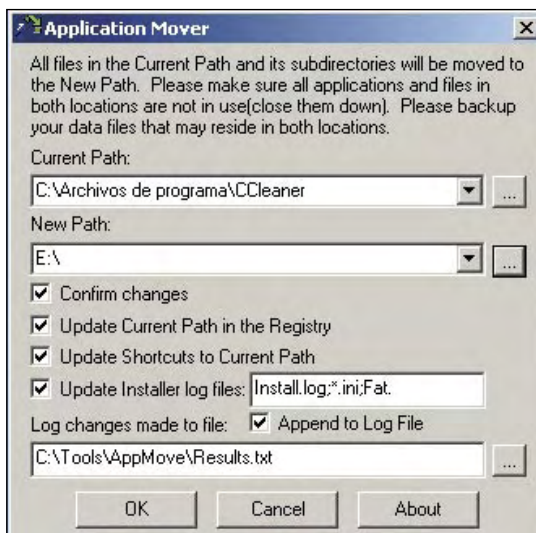 Application Mover
All files in the Current Path and its subdirectories will be moved to
the New Path. Please make sure all applications and files in
both locations are not in use(close them down). Please backup
your data files that may reside in both locations.
Current Path:
C:\Archivos de programa\CCleaner
...
New Path:
E:\
...
Confirm changes
Update Current Path in the Registry
Update Shortcuts to Current Path
Update Installer log files: Install.log;*.ini;Fat.
Log changes made to file: Append to Log File
C:\Tools\AppMove\Results.txt
...
OK Cancel About